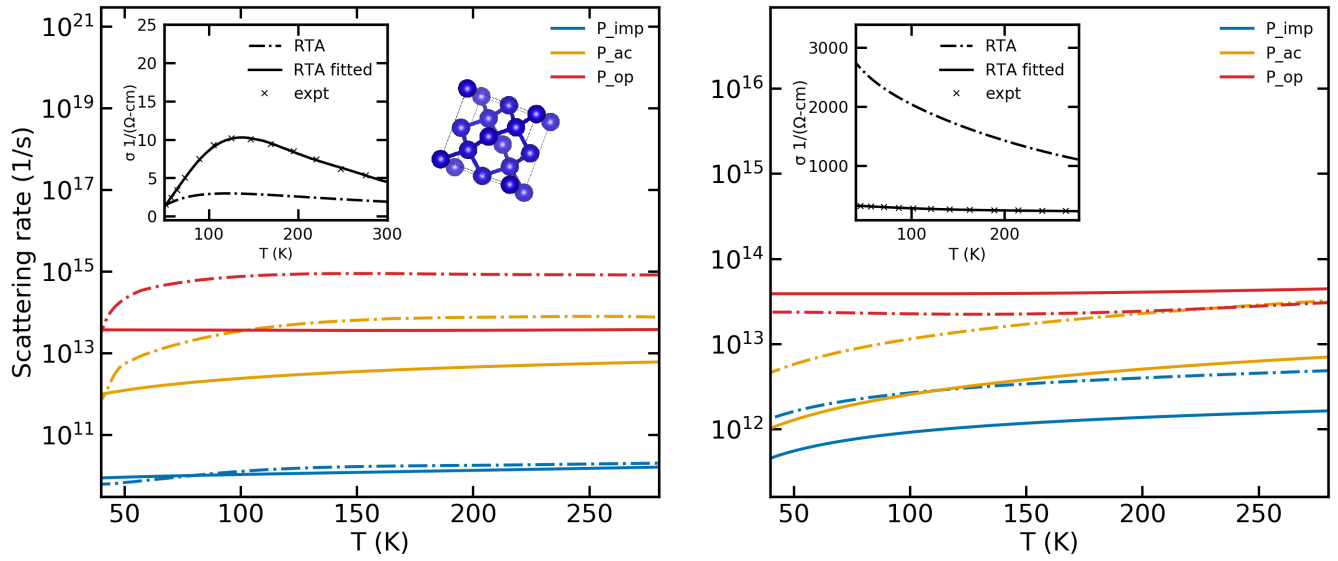 10^21
10^19
10^17
10^15
10^13
10^11
Scattering rate (1/s)
50
100
150
200
250
T (K)
P_imp
P_ac
P_op
25
20
15
10
5
0
σ 1/(Ω-cm)
100
200
300
T (K)
RTA
RTA fitted
expt
10^16
10^15
10^14
10^13
10^12
50
100
150
200
250
T (K)
P_imp
P_ac
P_op
3000
2000
1000
σ 1/(Ω-cm)
100
200
T (K)
RTA
RTA fitted
expt